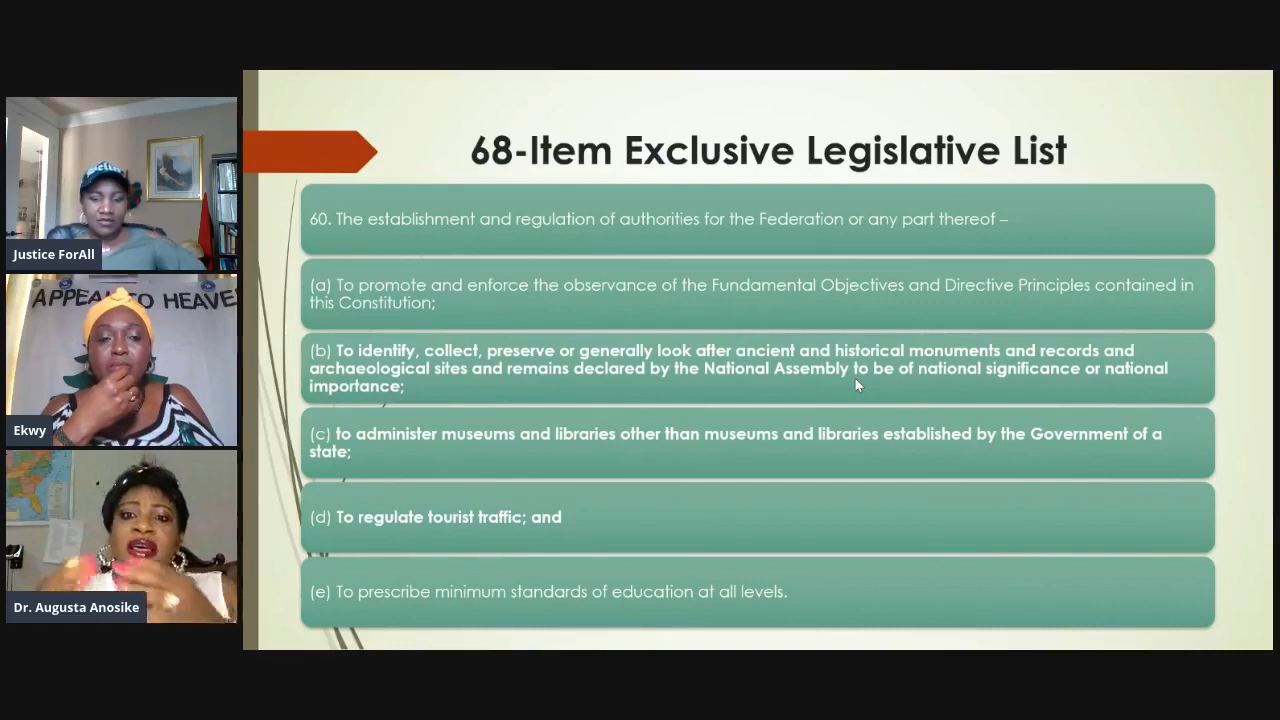 68-Item Exclusive Legislative List
60. The establishment and regulation of authorities for the Federation or any part thereof –
(a) To promote and enforce the observance of the Fundamental Objectives and Directive Principles contained in
this Constitution;
(b) To identify, collect, preserve or generally look after ancient and historical monuments and records and
archaeological sites and remains declared by the National Assembly to be of national significance or national
importance;
(c) to administer museums and libraries other than museums and libraries established by the Government of a
state;
(d) To regulate tourist traffic; and
(e) To prescribe minimum standards of education at all levels.
Justice ForAll
APPEAL TO HEAVE
Ekwy
Dr. Augusta Anosike